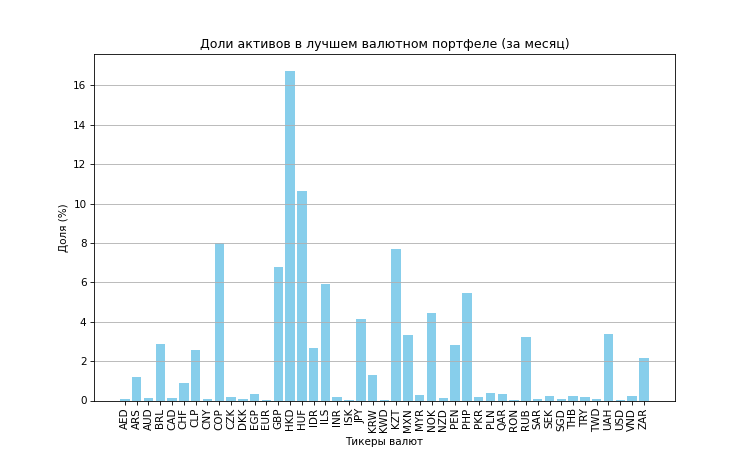 Доли активов в лучшем валютном портфеле (за месяц)
Доля (%)
16
14
12
10
8
6
4
2
0
AED ARS AUD BRL CAD CHF CLP CNY COP CZK DKK EGP EUR GBP HKD HUF IDR ILS INR ISK JPY KRW KWD KZT MXN MYR NOK NZD PEN PHP PKR PLN QAR RON RUB SAR SEK SGD THB TRY TWD UAH USD VND ZAR
Тикеры валют